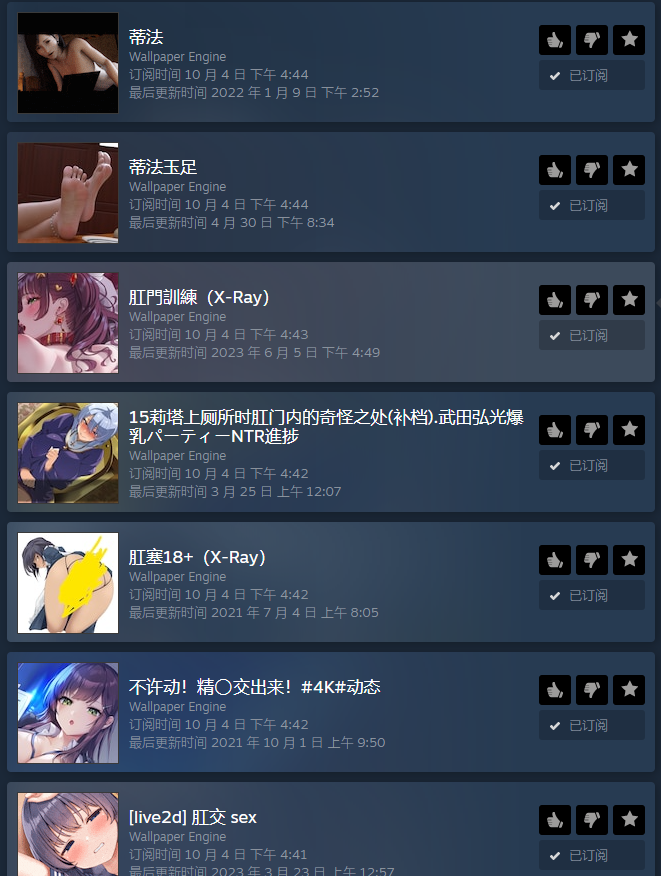 蒂法
Wallpaper Engine
订阅时间 10 月 4 日 下午 4:44
最后更新时间 2022 年 1 月 9 日 下午 2:52
已订阅
蒂法玉足
Wallpaper Engine
订阅时间 10 月 4 日 下午 4:44
最后更新时间 4 月 30 日 下午 8:34
已订阅
肛門訓練（X-Ray）
Wallpaper Engine
订阅时间 10 月 4 日 下午 4:43
最后更新时间 2023 年 6 月 5 日 下午 4:49
已订阅
15莉塔上厕所时肛门内的奇怪之处(补档).武田弘光爆
乳パーティーNTR進捗
Wallpaper Engine
订阅时间 10 月 4 日 下午 4:42
最后更新时间 3 月 25 日 上午 12:07
已订阅
肛塞18+（X-Ray）
Wallpaper Engine
订阅时间 10 月 4 日 下午 4:42
最后更新时间 2021 年 7 月 4 日 上午 8:05
已订阅
不许动！精〇交出来！#4K#动态
Wallpaper Engine
订阅时间 10 月 4 日 下午 4:42
最后更新时间 2021 年 10 月 1 日 上午 9:50
已订阅
[live2d] 肛交 sex
Wallpaper Engine
订阅时间 10 月 4 日 下午 4:41
最后更新时间 2023 年 3 月 23 日 上午 12:57
已订阅